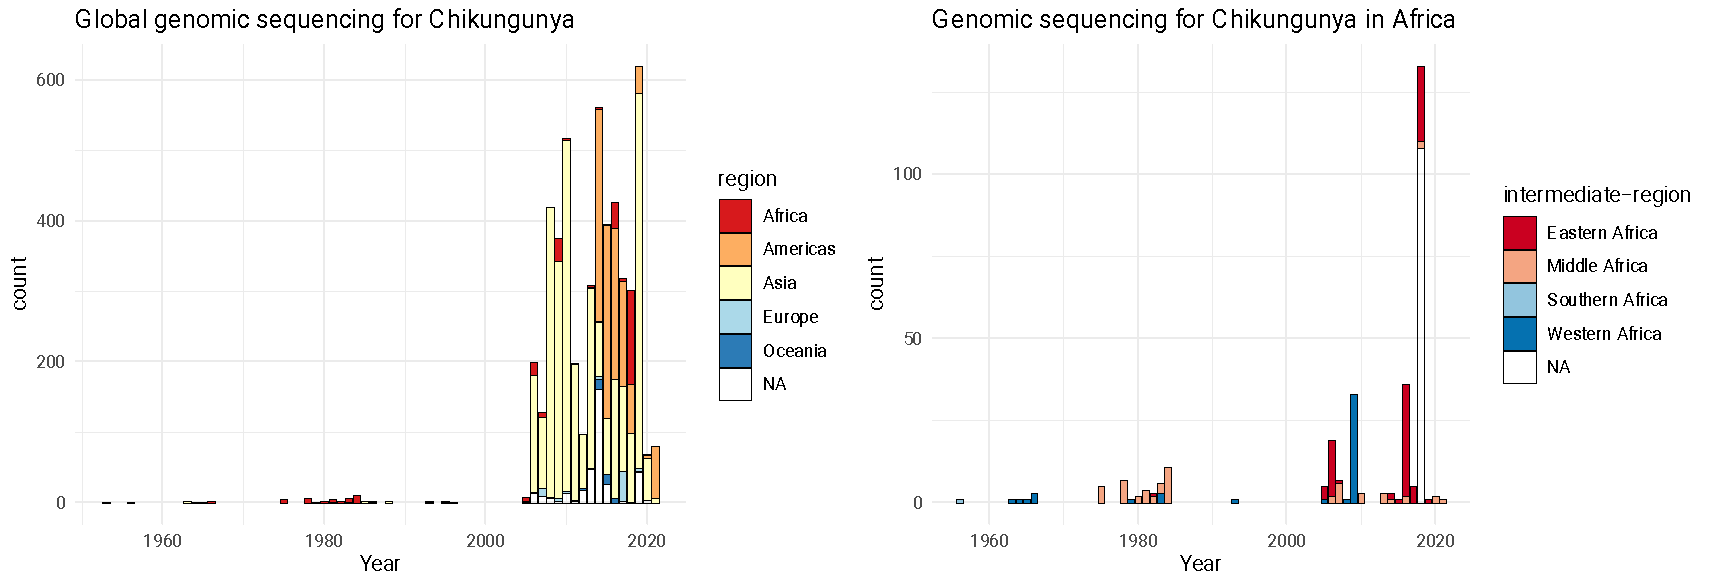 Global genomic sequencing for Chikungunya
600
400
200
0
count
1960
1980
2000
2020
Year
region
Africa
Americas
Asia
Europe
Oceania
NA
Genomic sequencing for Chikungunya in Africa
100
50
0
count
1960
1980
2000
2020
Year
intermediate-region
Eastern Africa
Middle Africa
Southern Africa
Western Africa
NA